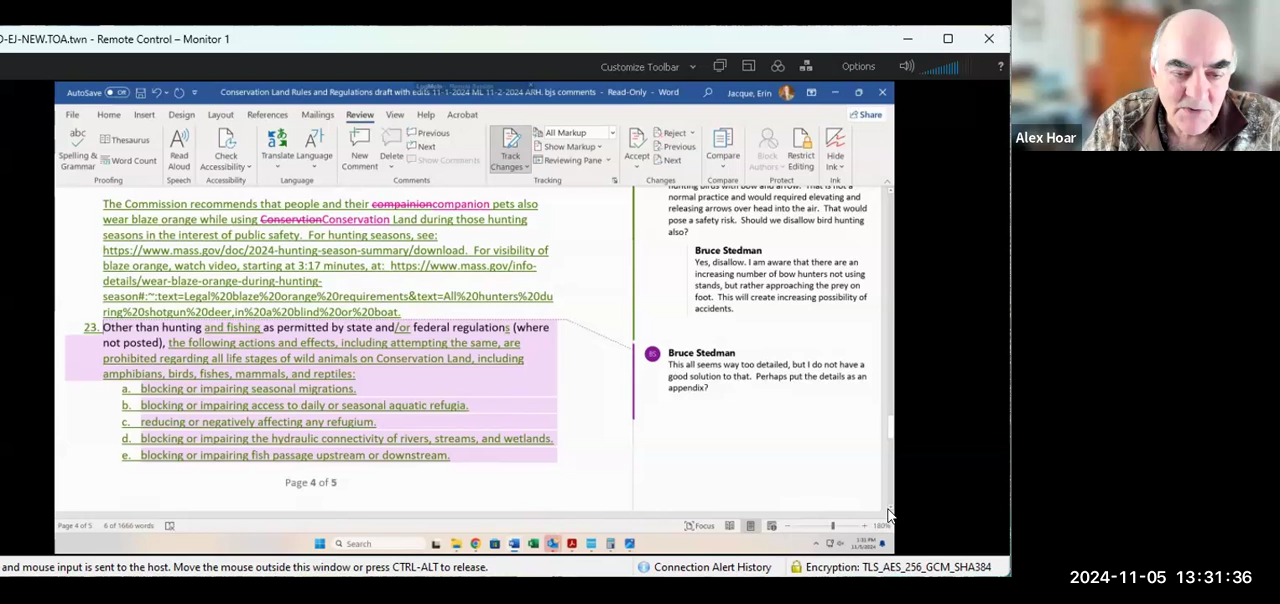 O-EJ-NEW.TOA.twn - Remote Control – Monitor 1
Customize Toolbar
Options
?
AutoSave Off
Conservation Land Rules and Regulations draft with edits 11-1-2024 ML 11-2-2024 ARH. bjs comments - Read-Only - Word
Jacque, Erin
File Home Insert Design Layout References Mailings Review View Help Acrobat
Share
abc
Spelling & Grammar
Thesaurus
Word Count
Read Aloud
Check Accessibility
Translate
Language
New Comment
Delete
Previous
Next
Show Comments
Track Changes
All Markup
Show Markup
Reviewing Pane
Accept
Reject
Previous
Next
Compare
Block Authors
Restrict Editing
Hide Ink
Proofing
Speech
Accessibility
Language
Comments
Tracking
Changes
Compare
Protect
Ink
The Commission recommends that people and their compainioncompanion pets also
wear blaze orange while using ConservtionConservation Land during those hunting
seasons in the interest of public safety. For hunting seasons, see:
https://www.mass.gov/doc/2024-hunting-season-summary/download. For visibility of
blaze orange, watch video, starting at 3:17 minutes, at: https://www.mass.gov/info-
details/wear-blaze-orange-during-hunting-
season#:~:text=Legal%20blaze%20orange%20requirements&text=All%20hunters%20du
ring%20shotgun%20deer,in%20a%20blind%20or%20boat.
23. Other than hunting and fishing as permitted by state and/or federal regulations (where
not posted), the following actions and effects, including attempting the same, are
prohibited regarding all life stages of wild animals on Conservation Land, including
amphibians, birds, fishes, mammals, and reptiles:
a. blocking or impairing seasonal migrations.
b. blocking or impairing access to daily or seasonal aquatic refugia.
c. reducing or negatively affecting any refugium.
d. blocking or impairing the hydraulic connectivity of rivers, streams, and wetlands.
e. blocking or impairing fish passage upstream or downstream.
Page 4 of 5
hunting birds with bow and arrow. That is not a
normal practice and would required elevating and
releasing arrows over head into the air. That would
pose a safety risk. Should we disallow bird hunting
also?
Bruce Stedman
Yes, disallow. I am aware that there are an
increasing number of bow hunters not using
stands, but rather approaching the prey on
foot. This will create increasing possibility of
accidents.
BS
Bruce Stedman
This all seems way too detailed, but I do not have a
good solution to that. Perhaps put the details as an
appendix?
Page 4 of 5
6 of 1666 words
Focus
180%
Search
1:31 PM
11/5/2024
and mouse input is sent to the host. Move the mouse outside this window or press CTRL-ALT to release.
Connection Alert History
Encryption: TLS_AES_256_GCM_SHA384
Alex Hoar
2024-11-05 13:31:36